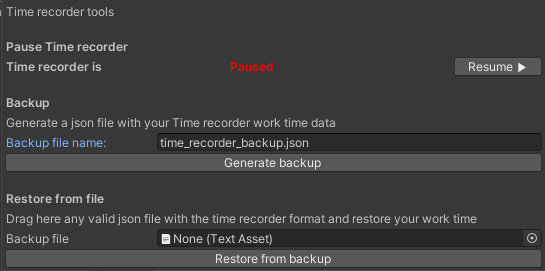 Time recorder tools
Pause Time recorder
Time recorder is Paused Resume ▶
Backup
Generate a json file with your Time recorder work time data
Backup file name: time_recorder_backup.json
Generate backup
Restore from file
Drag here any valid json file with the time recorder format and restore your work time
Backup file None (Text Asset)
Restore from backup